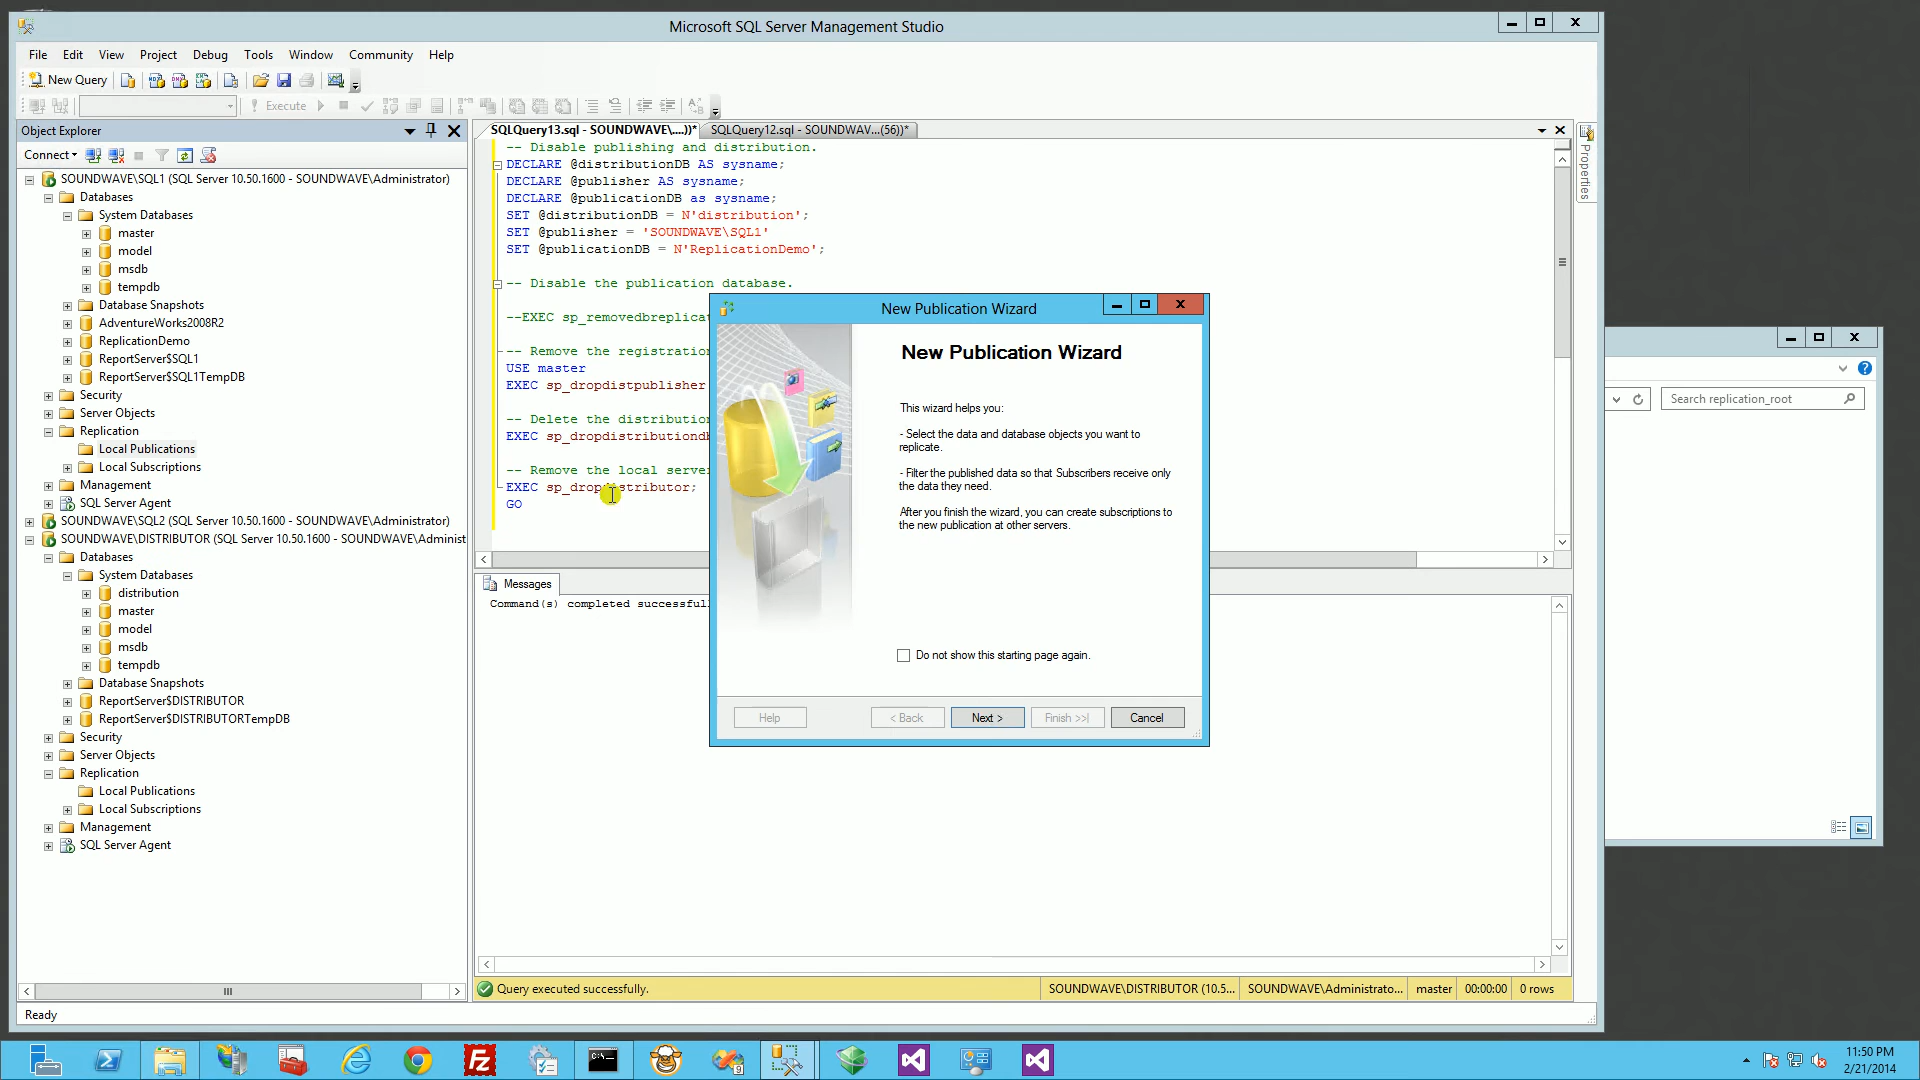 Microsoft SQL Server Management Studio
File Edit View Project Debug Tools Window Community Help
New Query
Execute
Object Explorer
Connect
SOUNDWAVE\SQL1 (SQL Server 10.50.1600 - SOUNDWAVE\Administrator)
Databases
System Databases
master
model
msdb
tempdb
Database Snapshots
AdventureWorks2008R2
ReplicationDemo
ReportServer$SQL1
ReportServer$SQL1TempDB
Security
Server Objects
Replication
Local Publications
Local Subscriptions
Management
SQL Server Agent
SOUNDWAVE\SQL2 (SQL Server 10.50.1600 - SOUNDWAVE\Administrator)
SOUNDWAVE\DISTRIBUTOR (SQL Server 10.50.1600 - SOUNDWAVE\Administ
Databases
System Databases
distribution
master
model
msdb
tempdb
Database Snapshots
ReportServer$DISTRIBUTOR
ReportServer$DISTRIBUTORTempDB
Security
Server Objects
Replication
Local Publications
Local Subscriptions
Management
SQL Server Agent
SQLQuery13.sql - SOUNDWAVE\....))* SQLQuery12.sql - SOUNDWAV...(56))*
-- Disable publishing and distribution.
DECLARE @distributionDB AS sysname;
DECLARE @publisher AS sysname;
DECLARE @publicationDB as sysname;
SET @distributionDB = N'distribution';
SET @publisher = 'SOUNDWAVE\SQL1'
SET @publicationDB = N'ReplicationDemo';
-- Disable the publication database.
--EXEC sp_removedbreplicat
-- Remove the registration
USE master
EXEC sp_dropdistpublisher
-- Delete the distribution
EXEC sp_dropdistributiondb
-- Remove the local server
EXEC sp_dropdistributor;
GO
Messages
Command(s) completed successfull
Properties
New Publication Wizard
New Publication Wizard
This wizard helps you:
- Select the data and database objects you want to
replicate.
- Filter the published data so that Subscribers receive only
the data they need.
After you finish the wizard, you can create subscriptions to
the new publication at other servers.
Do not show this starting page again.
Help < Back Next > Finish >>| Cancel
Search replication_root
Query executed successfully. SOUNDWAVE\DISTRIBUTOR (10.5... SOUNDWAVE\Administrato... master 00:00:00 0 rows
Ready
11:50 PM
2/21/2014